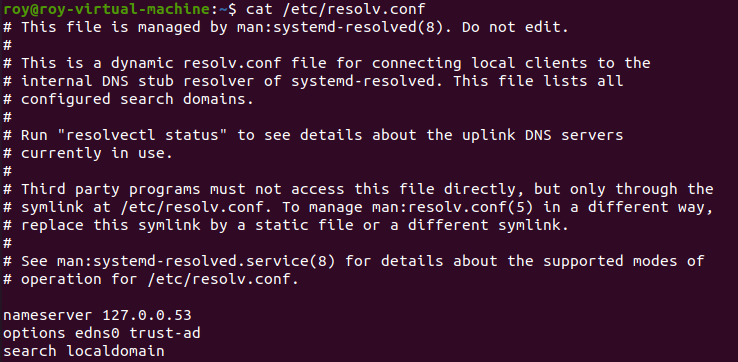 roy@roy-virtual-machine:~$ cat /etc/resolv.conf
# This file is managed by man:systemd-resolved(8). Do not edit.
#
# This is a dynamic resolv.conf file for connecting local clients to the
# internal DNS stub resolver of systemd-resolved. This file lists all
# configured search domains.
#
# Run "resolvectl status" to see details about the uplink DNS servers
# currently in use.
#
# Third party programs must not access this file directly, but only through the
# symlink at /etc/resolv.conf. To manage man:resolv.conf(5) in a different way,
# replace this symlink by a static file or a different symlink.
#
# See man:systemd-resolved.service(8) for details about the supported modes of
# operation for /etc/resolv.conf.

nameserver 127.0.0.53
options edns0 trust-ad
search localdomain